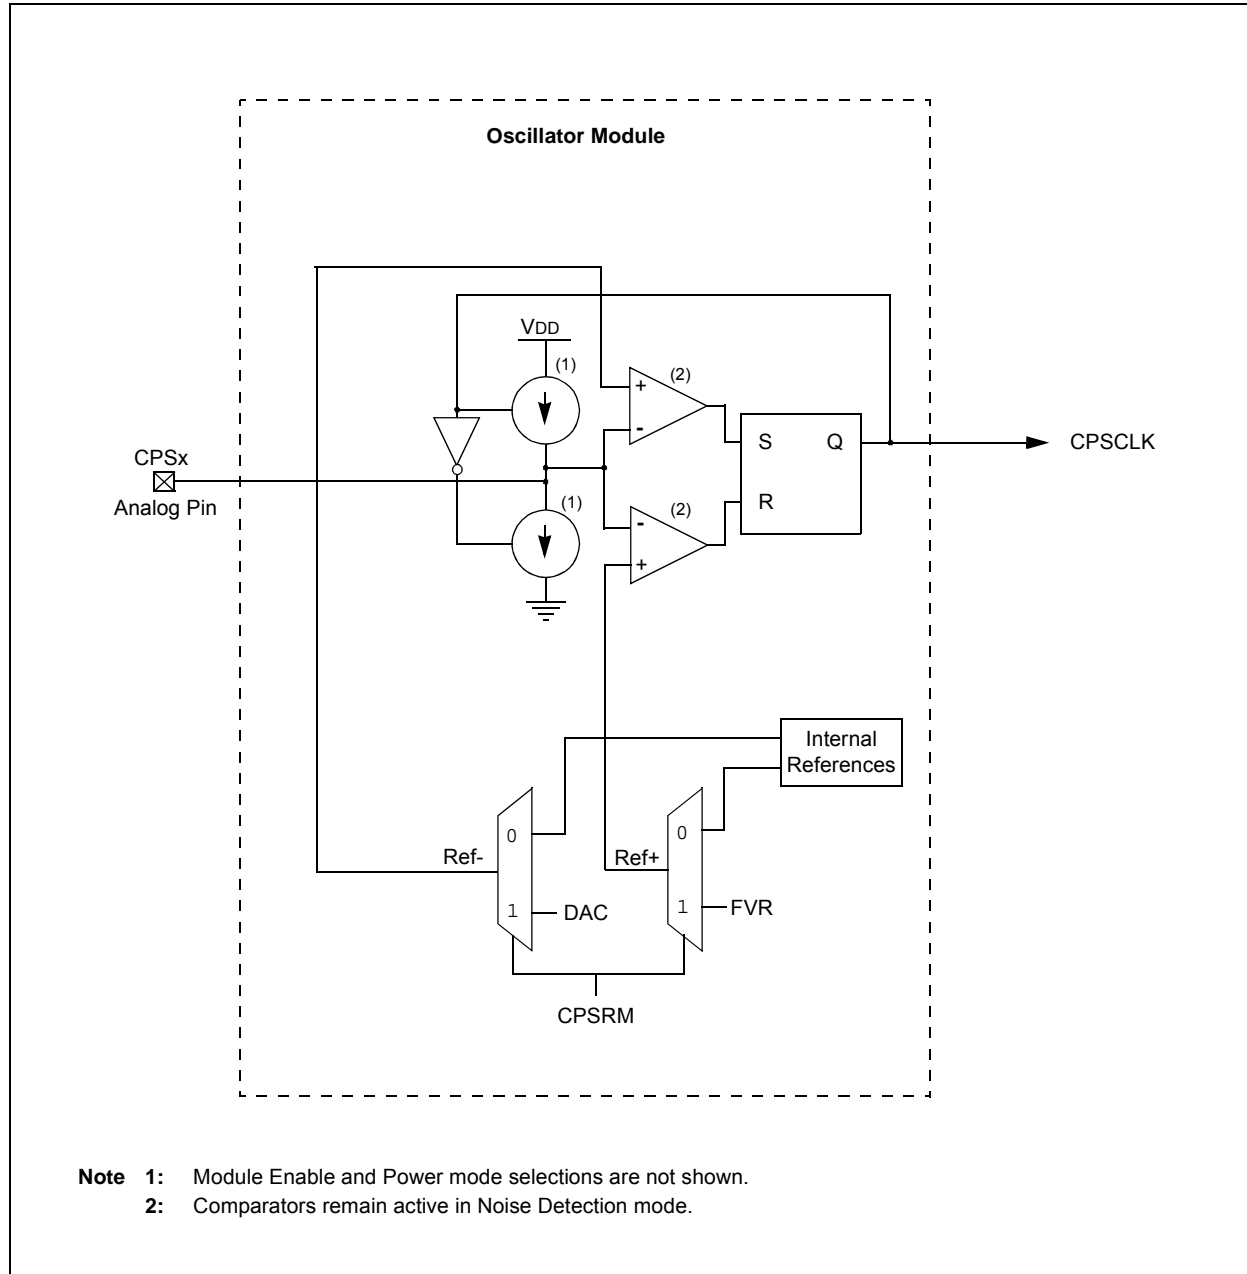 Oscillator Module
VDD
(1)
(2)
+
-
S Q
CPSCLK
CPSx
Analog Pin
(1)
(2)
R
-
+
Internal
References
0
0
Ref-
Ref+
1
DAC
1
FVR
CPSRM
Note 1: Module Enable and Power mode selections are not shown.
2: Comparators remain active in Noise Detection mode.